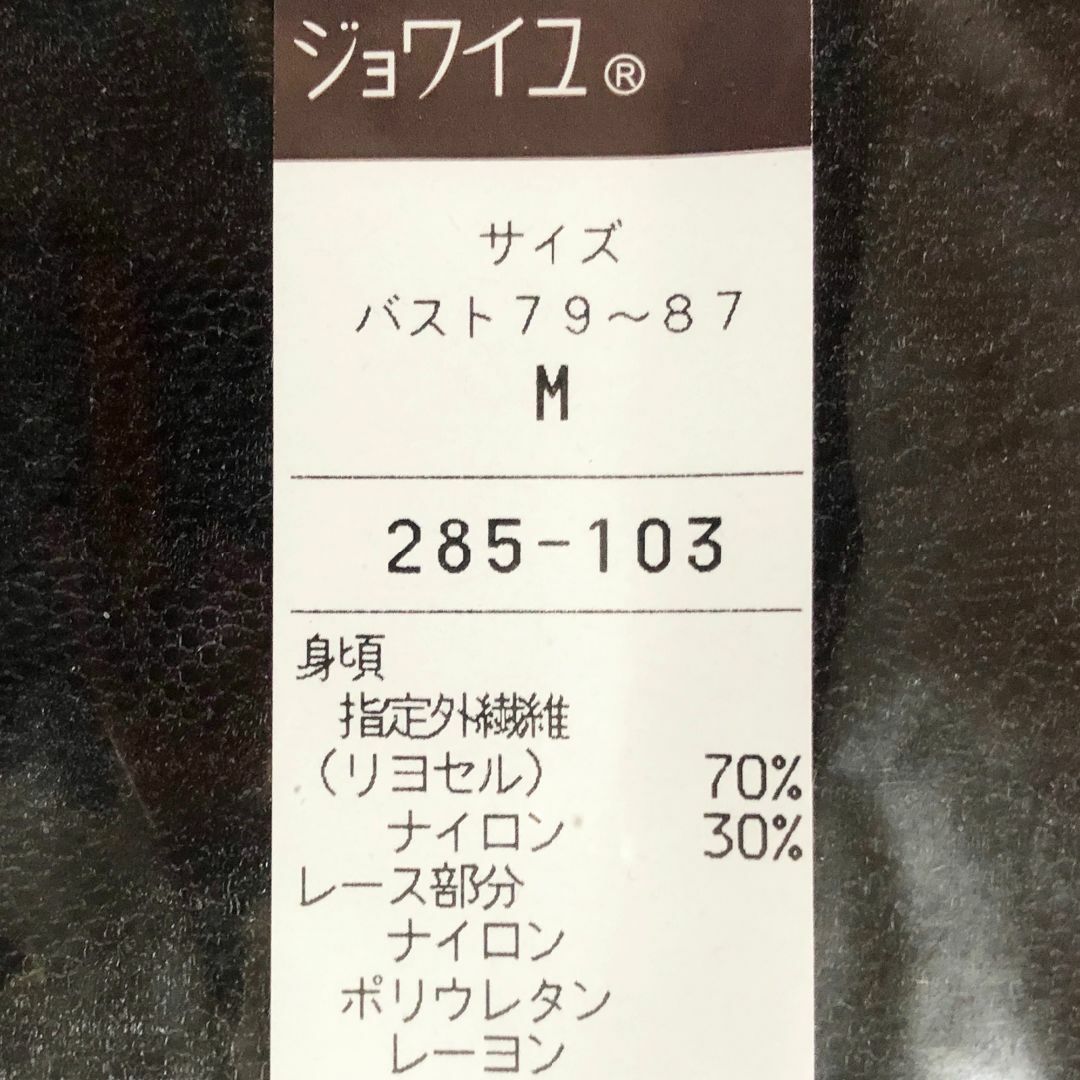 ジョワイユ®
サイズ
バスト79～87
M
285-103
身頃
指定外繊維
(リヨセル) 70%
ナイロン 30%
レース部分
ナイロン
ポリウレタン
レーヨン